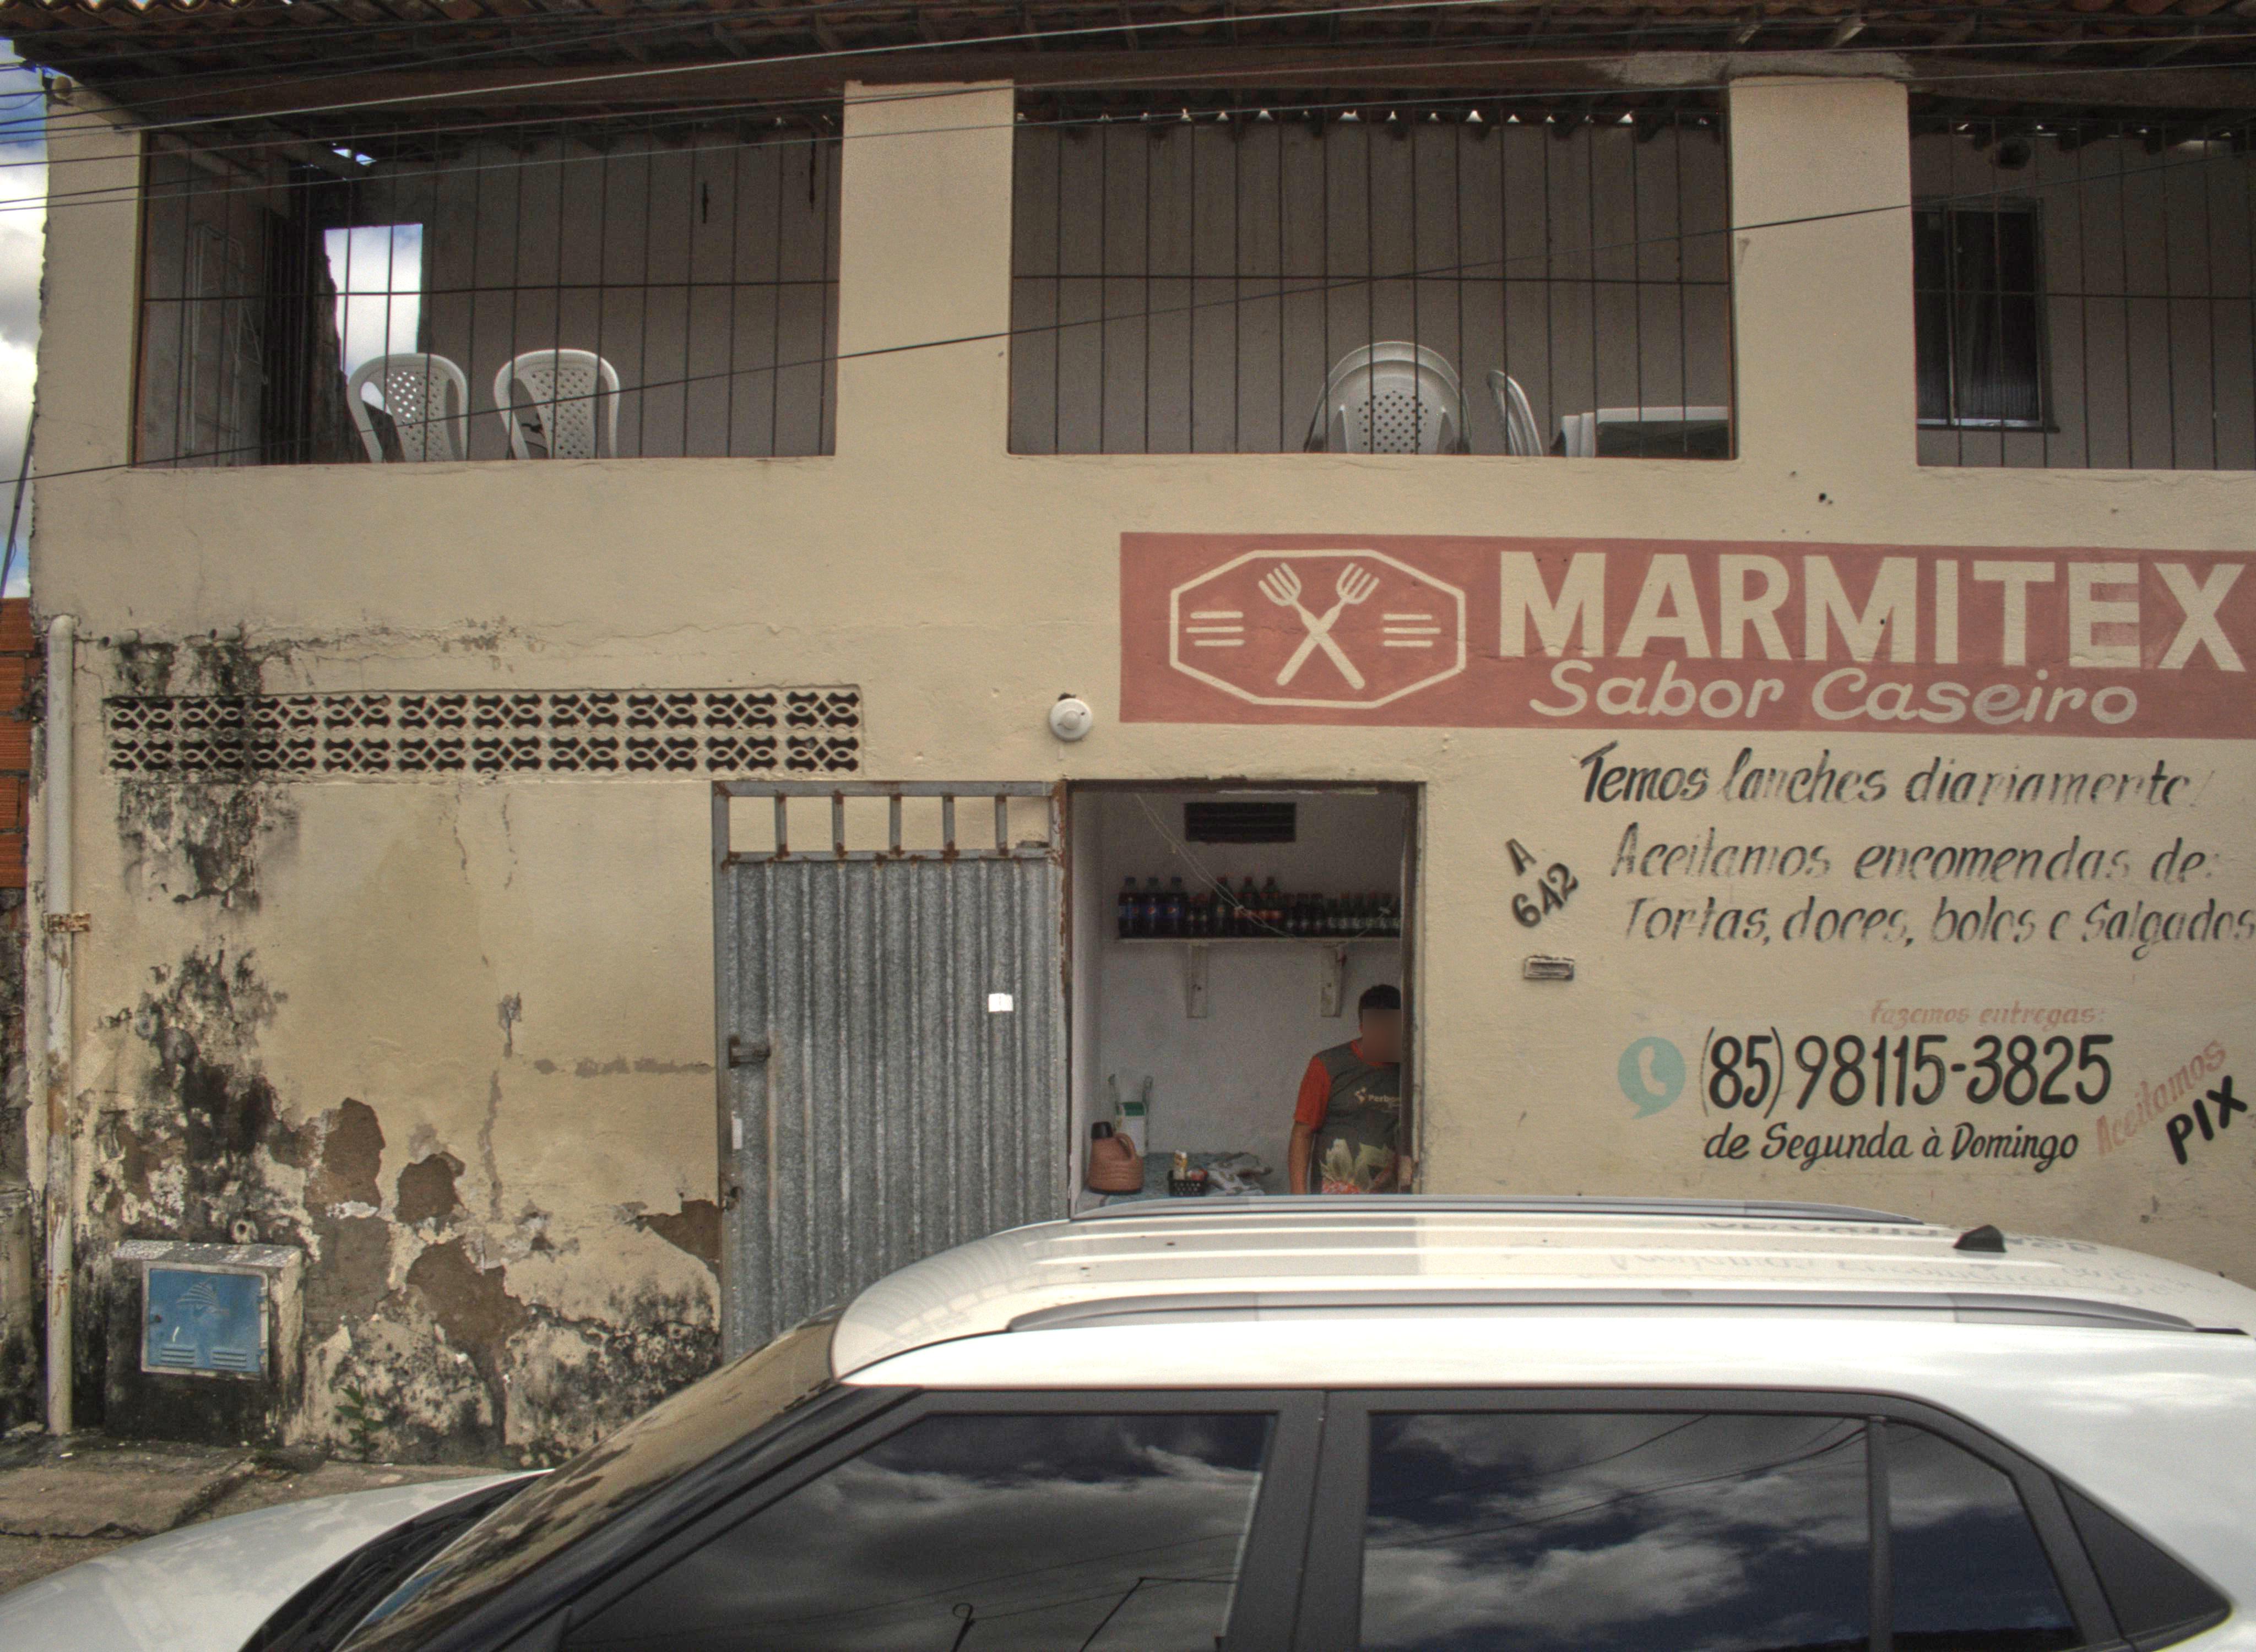 MARMITEX
Sabor Caseiro
Temos lanches diariamente!
Aceitamos encomendas de:
Tortas, doces, bolos e Salgados
A
642
Fazemos entregas:
(85) 98115-3825
de Segunda à Domingo
Aceitamos
PIX